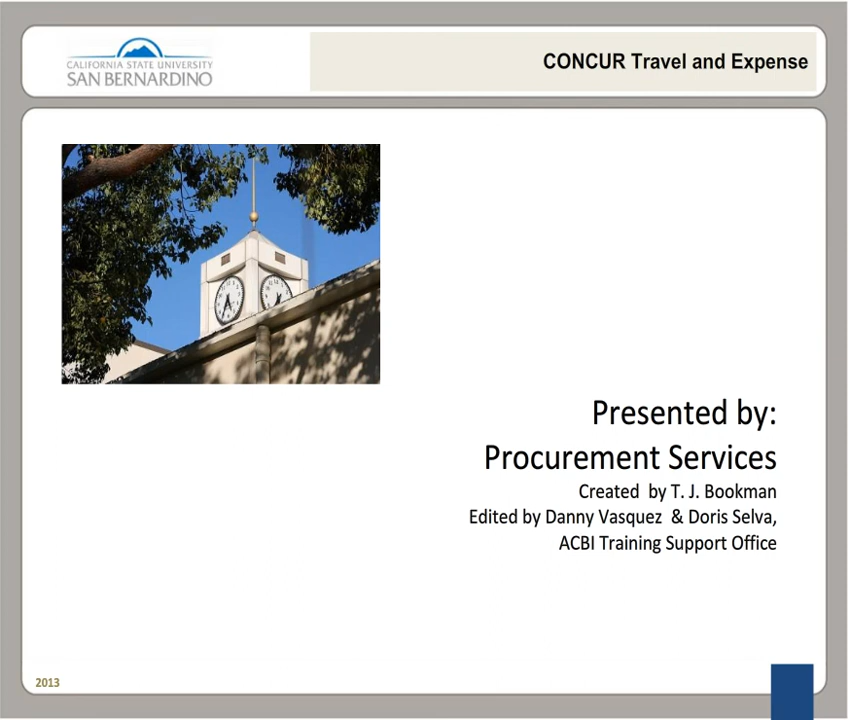 CALIFORNIA STATE UNIVERSITY
SAN BERNARDINO
CONCUR Travel and Expense
Presented by:
Procurement Services
Created by T. J. Bookman
Edited by Danny Vasquez & Doris Selva,
ACBI Training Support Office
2013